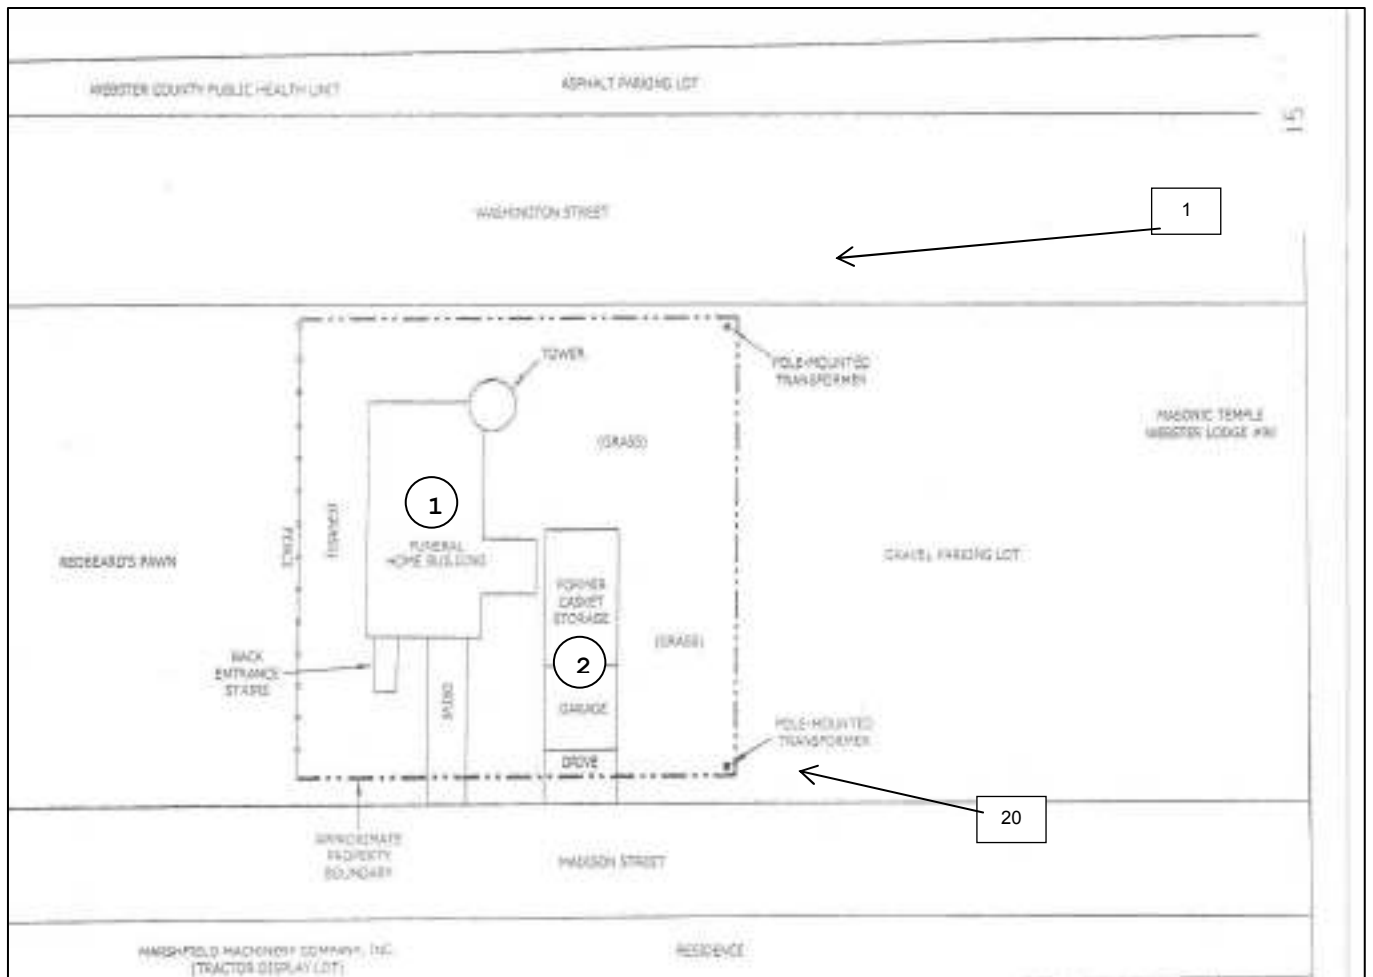 WEBSTER COUNTY PUBLIC HEALTH UNIT
ASPHALT PARKING LOT
15
WASHINGTON STREET
1
TOWER
POLE-MOUNTED
TRANSFORMER
MASONIC TEMPLE
WEBSTER LODGE #98
(GRASS)
1
FENCE
FUNERAL
HOME BUILDING
REDBEARD'S PAWN
GRAVEL PARKING LOT
FORMER
CASKET
STORAGE
(GRASS)
2
BACK
ENTRANCE
STAIRS
DRIVE
GARAGE
POLE-MOUNTED
TRANSFORMER
DRIVE
20
APPROXIMATE
PROPERTY
BOUNDARY
MADISON STREET
MARSHFIELD MACHINERY COMPANY, INC.
(TRACTOR DISPLAY LOT)
RESIDENCE